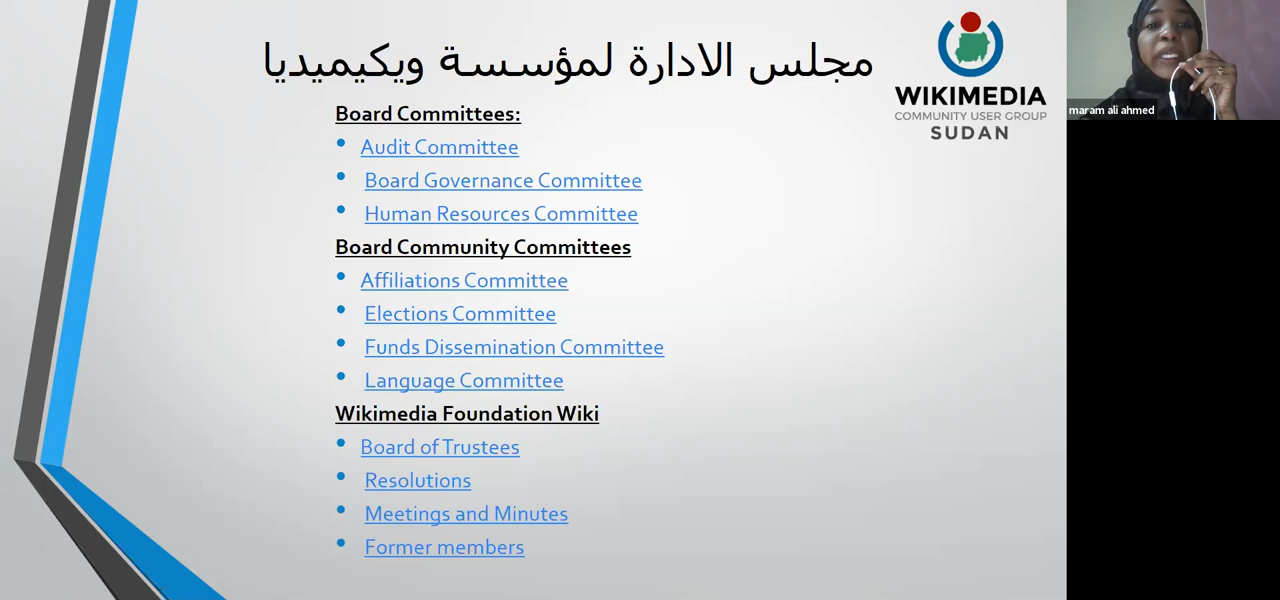 مجلس الادارة لمؤسسة ويكيميديا
Board Committees:
Audit Committee
Board Governance Committee
Human Resources Committee
Board Community Committees
Affiliations Committee
Elections Committee
Funds Dissemination Committee
Language Committee
Wikimedia Foundation Wiki
Board of Trustees
Resolutions
Meetings and Minutes
Former members
WIKIMEDIA
COMMUNITY USER GROUP
SUDAN
maram ali ahmed